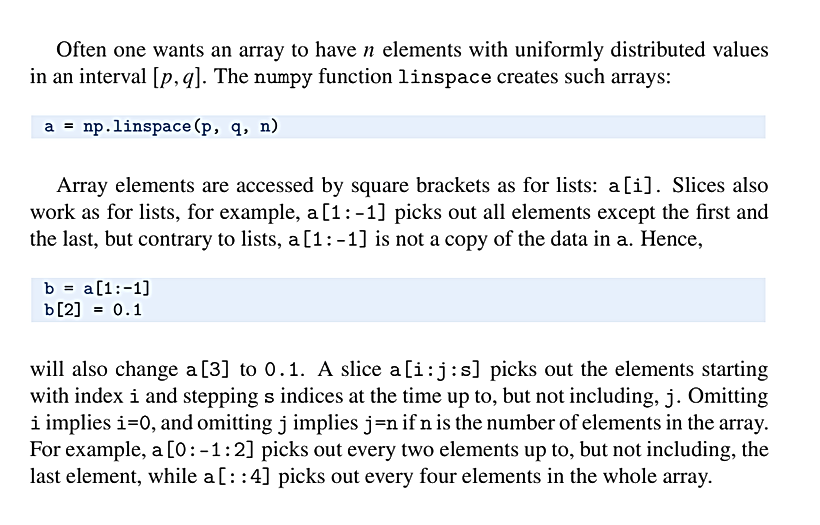 Often one wants an array to have n elements with uniformly distributed values
in an interval [p, q]. The numpy function linspace creates such arrays:
a = np.linspace(p, q, n)
Array elements are accessed by square brackets as for lists: a[i]. Slices also
work as for lists, for example, a[1:-1] picks out all elements except the first and
the last, but contrary to lists, a[1:-1] is not a copy of the data in a. Hence,
b = a[1:-1]
b[2] = 0.1
will also change a[3] to 0.1. A slice a[i:j:s] picks out the elements starting
with index i and stepping s indices at the time up to, but not including, j. Omitting
i implies i=0, and omitting j implies j=n if n is the number of elements in the array.
For example, a[0:-1:2] picks out every two elements up to, but not including, the
last element, while a[::4] picks out every four elements in the whole array.